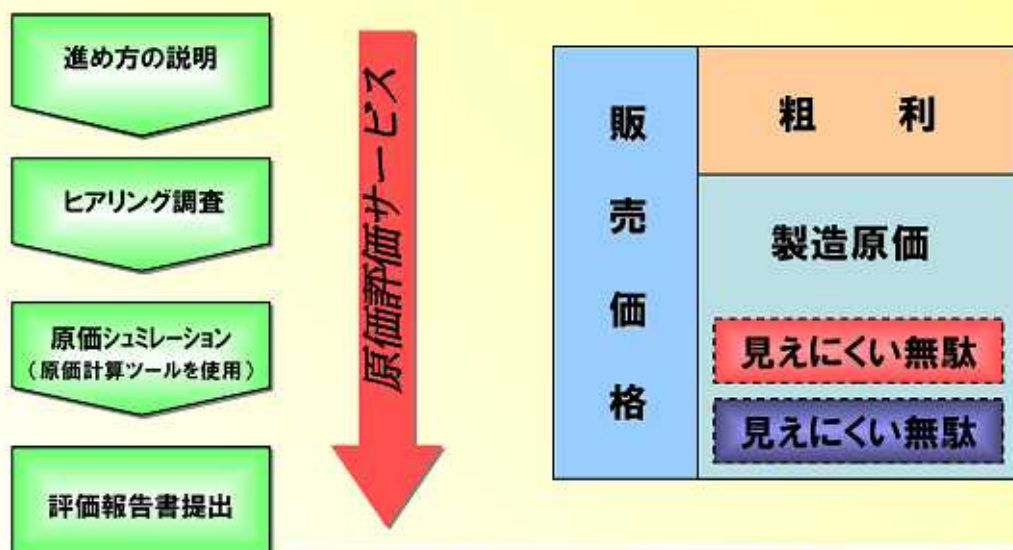 進め方の説明
ヒアリング調査
原価シュミレーション
（原価計算ツールを使用）
評価報告書提出
原価評価サービス
販売価格
粗 利
製造原価
見えにくい無駄
見えにくい無駄